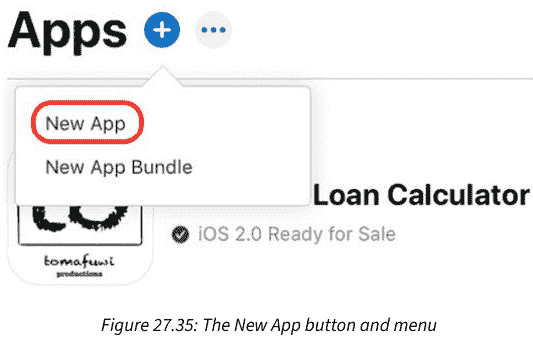 Apps
New App
New App Bundle
Loan Calculator
iOS 2.0 Ready for Sale
tomafuwi
productions
Figure 27.35: The New App button and menu